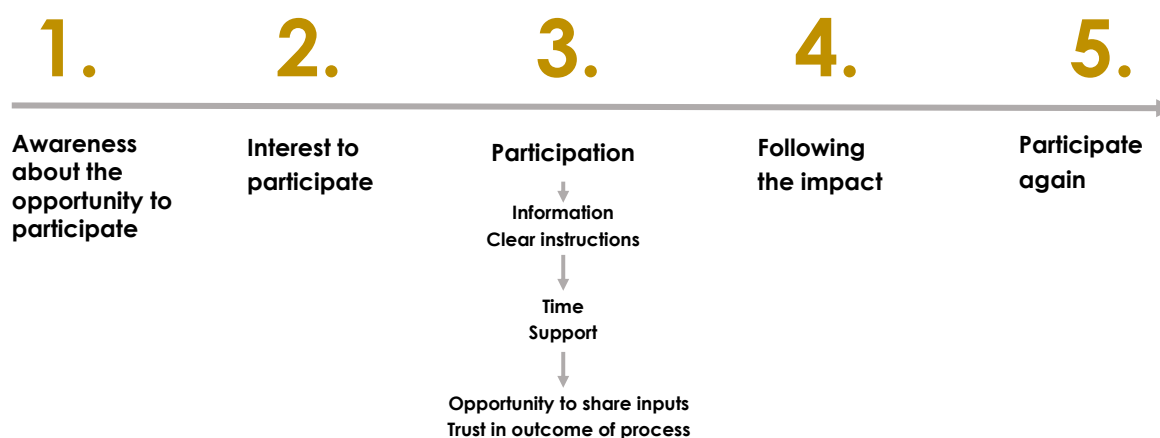 1.
2.
3.
4.
5.
Awareness
about the
opportunity to
participate
Interest to
participate
Participation
Information
Clear instructions
Time
Support
Opportunity to share inputs
Trust in outcome of process
Following
the impact
Participate
again